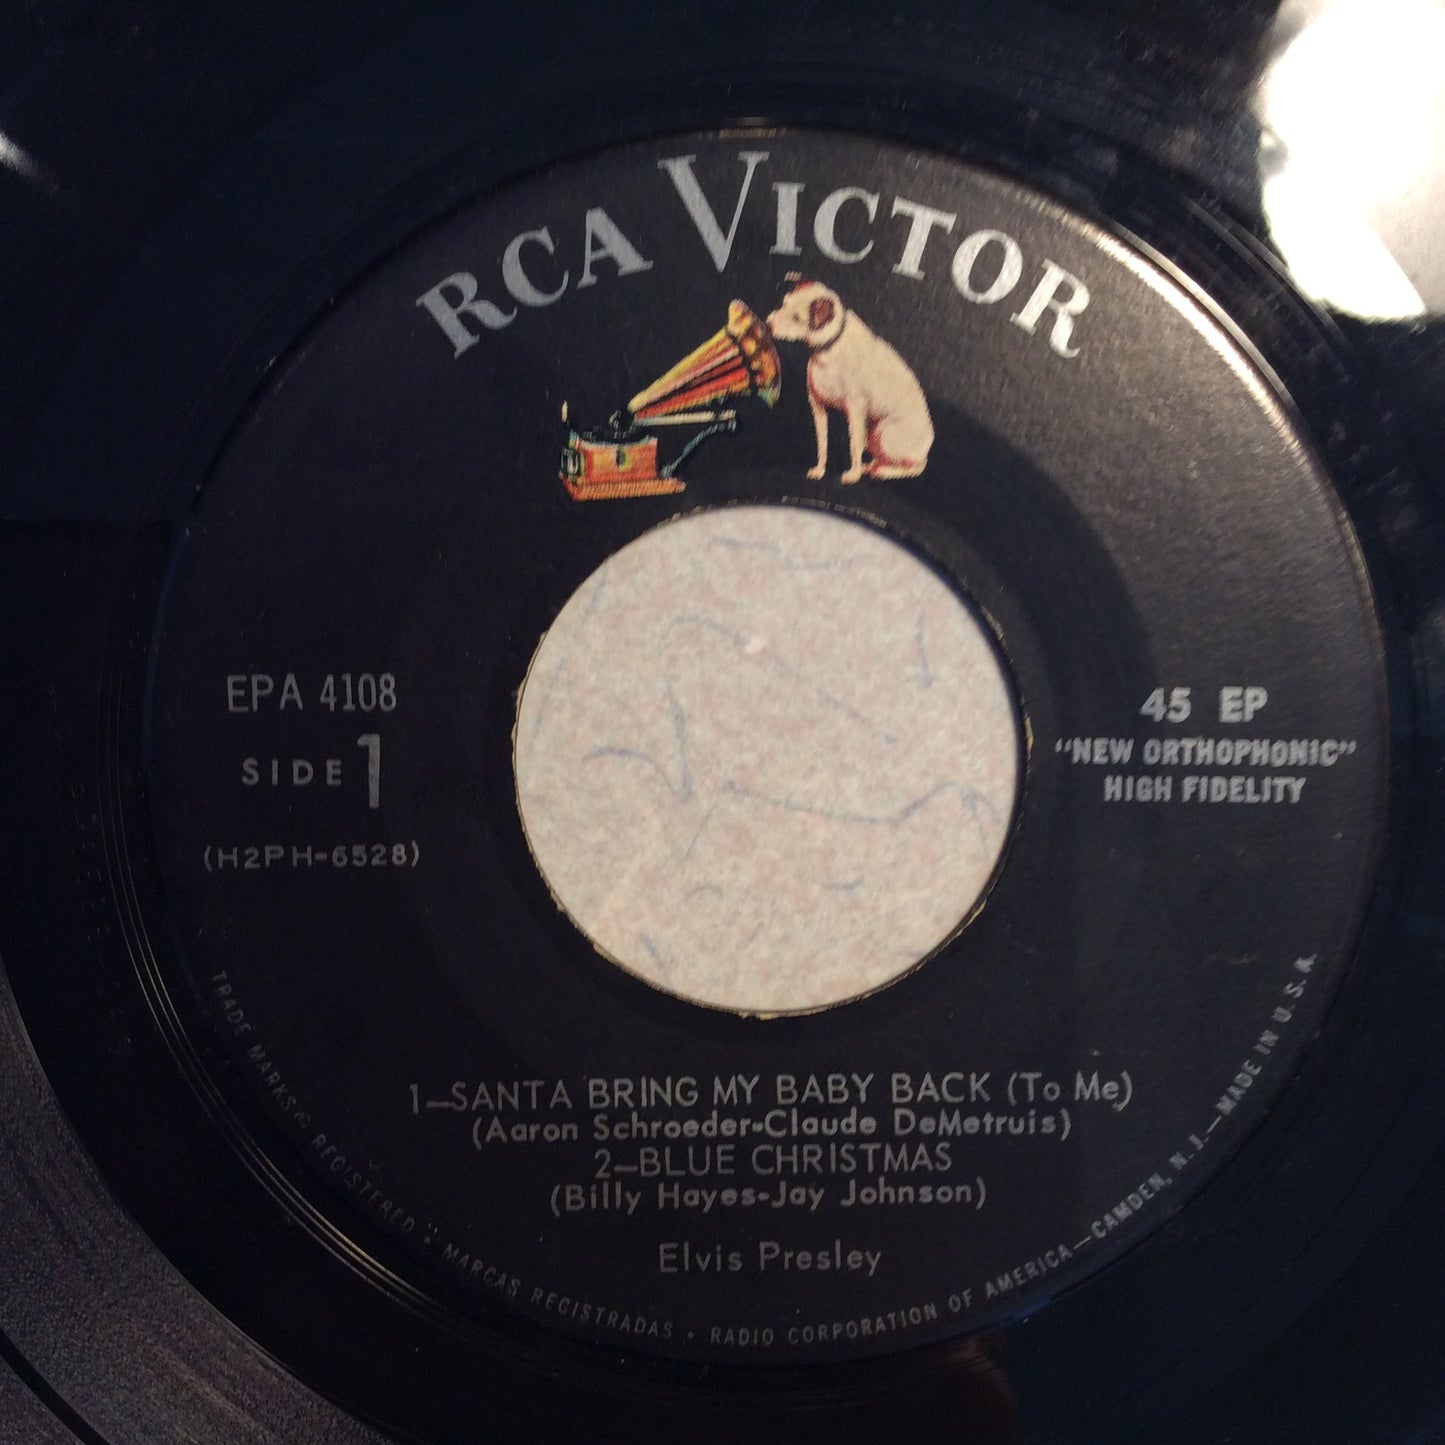 RCA VICTOR
EPA 4108
SIDE 1
(H2PH-6528)
45 EP
"NEW ORTHOPHONIC"
HIGH FIDELITY
1—SANTA BRING MY BABY BACK (To Me)
(Aaron Schroeder-Claude DeMetruis)
2—BLUE CHRISTMAS
(Billy Hayes-Jay Johnson)
Elvis Presley
TRADE MARKS ® REGISTERED • MARCAS REGISTRADAS • RADIO CORPORATION OF AMERICA—CAMDEN, N. J.—MADE IN U. S. A.